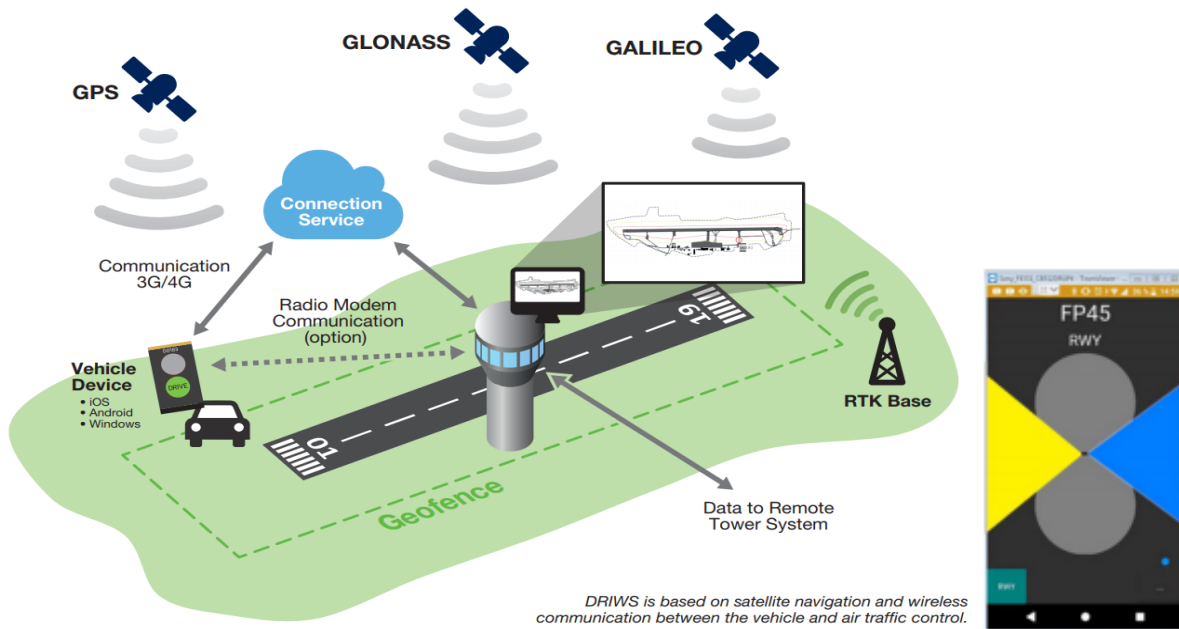 GPS
GLONASS
GALILEO
Connection
Service
Communication
3G/4G
Radio Modem
Communication
(option)
Vehicle
Device
• iOS
• Android
• Windows
DRIWS
DRIVE
01
19
Geofence
RTK Base
Data to Remote
Tower System
DRIWS is based on satellite navigation and wireless
communication between the vehicle and air traffic control.
FP45
RWY
RWY